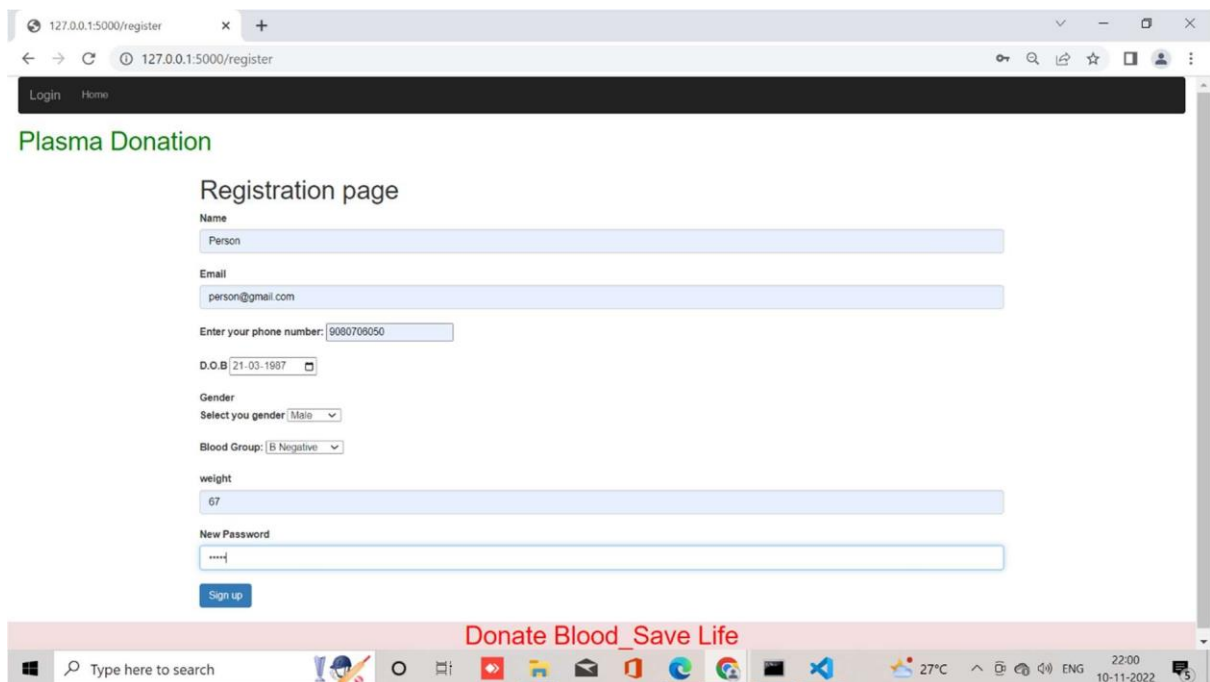 127.0.0.1:5000/register
127.0.0.1:5000/register
Login Home
Plasma Donation
Registration page
Name
Person
Email
person@gmail.com
Enter your phone number: 9080706050
D.O.B 21-03-1987
Gender
Select you gender Male
Blood Group: B Negative
weight
67
New Password
•••••
Sign up
Donate Blood_Save Life
Type here to search
27°C ENG 22:00
10-11-2022
5